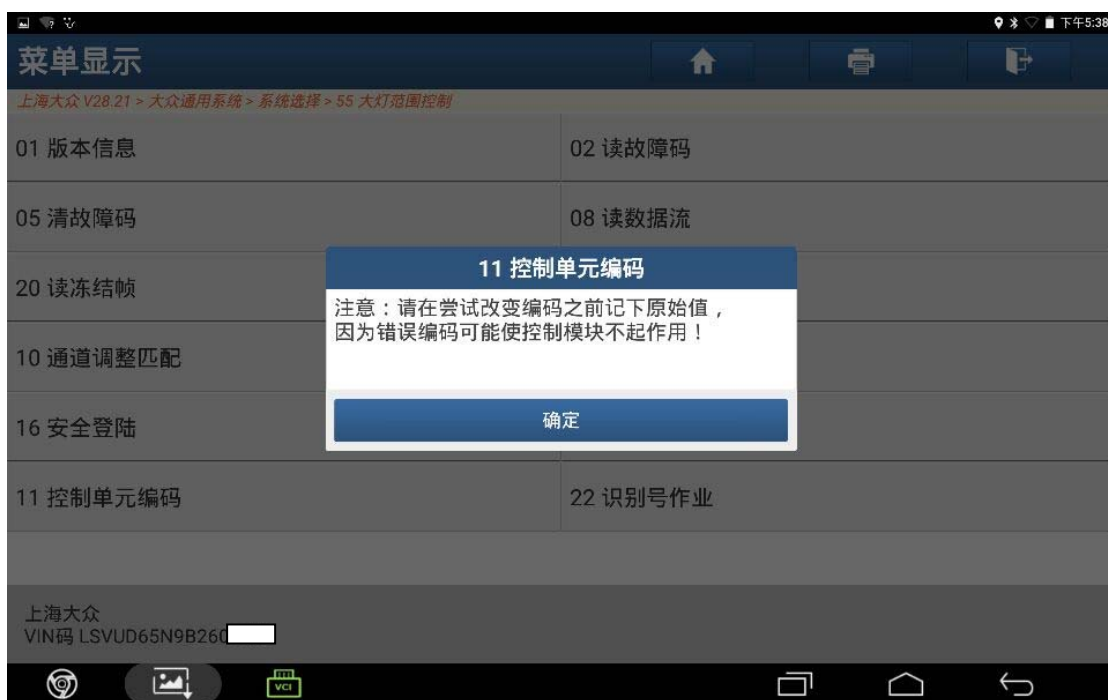 下午5:38
菜单显示
上海大众 V28.21 > 大众通用系统 > 系统选择 > 55 大灯范围控制
01 版本信息
02 读故障码
05 清故障码
08 读数据流
11 控制单元编码
20 读冻结帧
注意：请在尝试改变编码之前记下原始值，
因为错误编码可能使控制模块不起作用！
10 通道调整匹配
确定
16 安全登陆
11 控制单元编码
22 识别号作业
上海大众
VIN码 LSVUD65N9B260
VCI